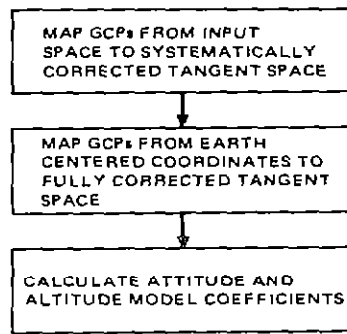 MAP GCPs FROM INPUT
SPACE TO SYSTEMATICALLY
CORRECTED TANGENT SPACE
MAP GCPs FROM EARTH
CENTERED COORDINATES TO
FULLY CORRECTED TANGENT
SPACE
CALCULATE ATTITUDE AND
ALTITUDE MODEL COEFFICIENTS